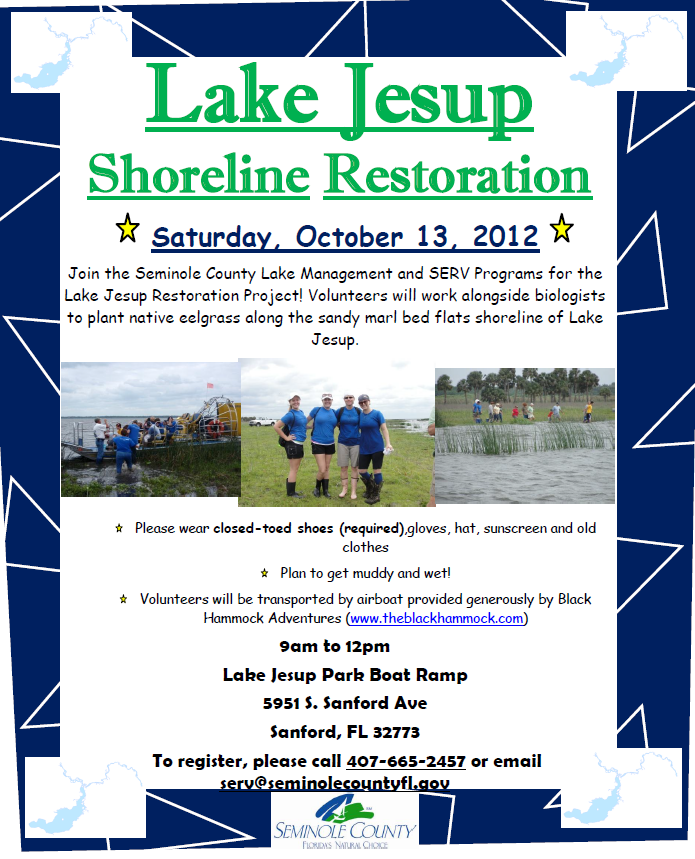 Lake Jesup
Shoreline Restoration
Saturday, October 13, 2012
Join the Seminole County Lake Management and SERV Programs for the
Lake Jesup Restoration Project! Volunteers will work alongside biologists
to plant native eelgrass along the sandy marl bed flats shoreline of Lake
Jesup.
Please wear closed-toed shoes (required),gloves, hat, sunscreen and old
clothes
Plan to get muddy and wet!
Volunteers will be transported by airboat provided generously by Black
Hammock Adventures (www.theblackhammock.com)
9am to 12pm
Lake Jesup Park Boat Ramp
5951 S. Sanford Ave
Sanford, FL 32773
To register, please call 407-665-2457 or email
serv@seminolecountyfl.gov
SEMINOLE COUNTY
FLORIDA'S NATURAL CHOICE